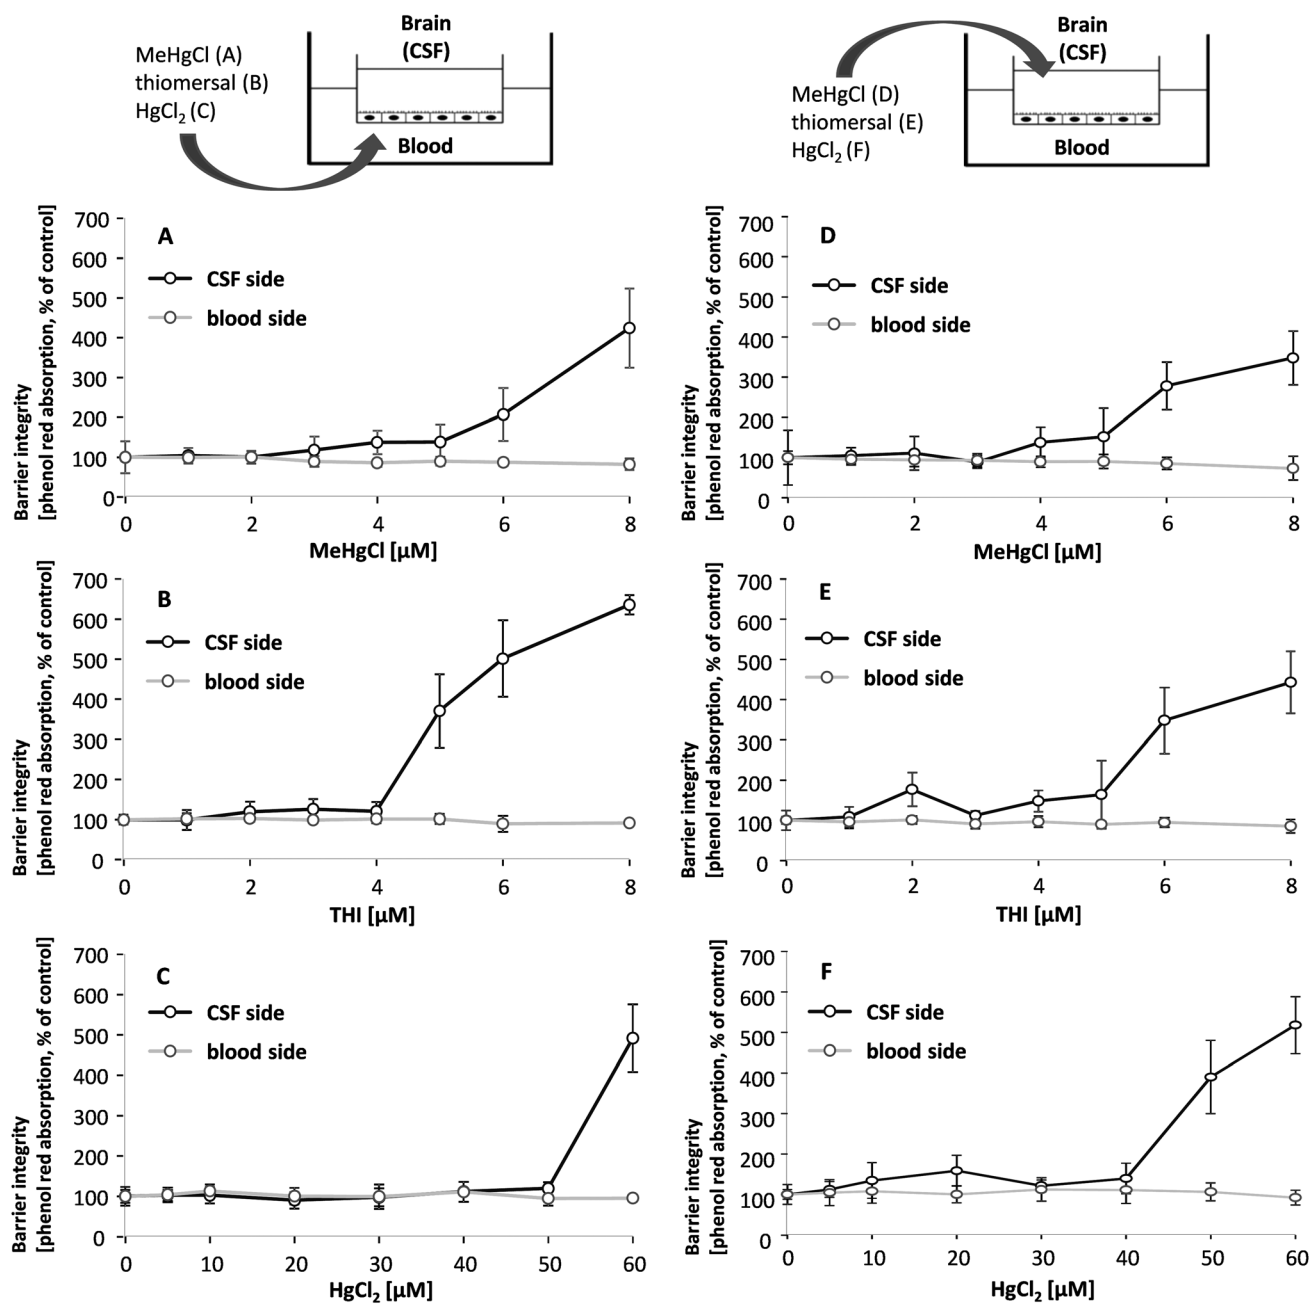 Brain
(CSF)
MeHgCl (A)
thiomersal (B)
HgCl2 (C)
Blood
Brain
(CSF)
MeHgCl (D)
thiomersal (E)
HgCl2 (F)
Blood
A
CSF side
blood side
Barrier integrity
[phenol red absorption, % of control]
700
600
500
400
300
200
100
0
0 2 4 6 8
MeHgCl [µM]
D
CSF side
blood side
Barrier integrity
[phenol red absorption, % of control]
700
600
500
400
300
200
100
0
0 2 4 6 8
MeHgCl [µM]
B
CSF side
blood side
Barrier integrity
[phenol red absorption, % of control]
700
600
500
400
300
200
100
0
0 2 4 6 8
THI [µM]
E
CSF side
blood side
Barrier integrity
[phenol red absorption, % of control]
700
600
500
400
300
200
100
0
0 2 4 6 8
THI [µM]
C
CSF side
blood side
Barrier integrity
[phenol red absorption, % of control]
700
600
500
400
300
200
100
0
0 10 20 30 40 50 60
HgCl2 [µM]
F
CSF side
blood side
Barrier integrity
[phenol red absorption, % of control]
700
600
500
400
300
200
100
0
0 10 20 30 40 50 60
HgCl2 [µM]